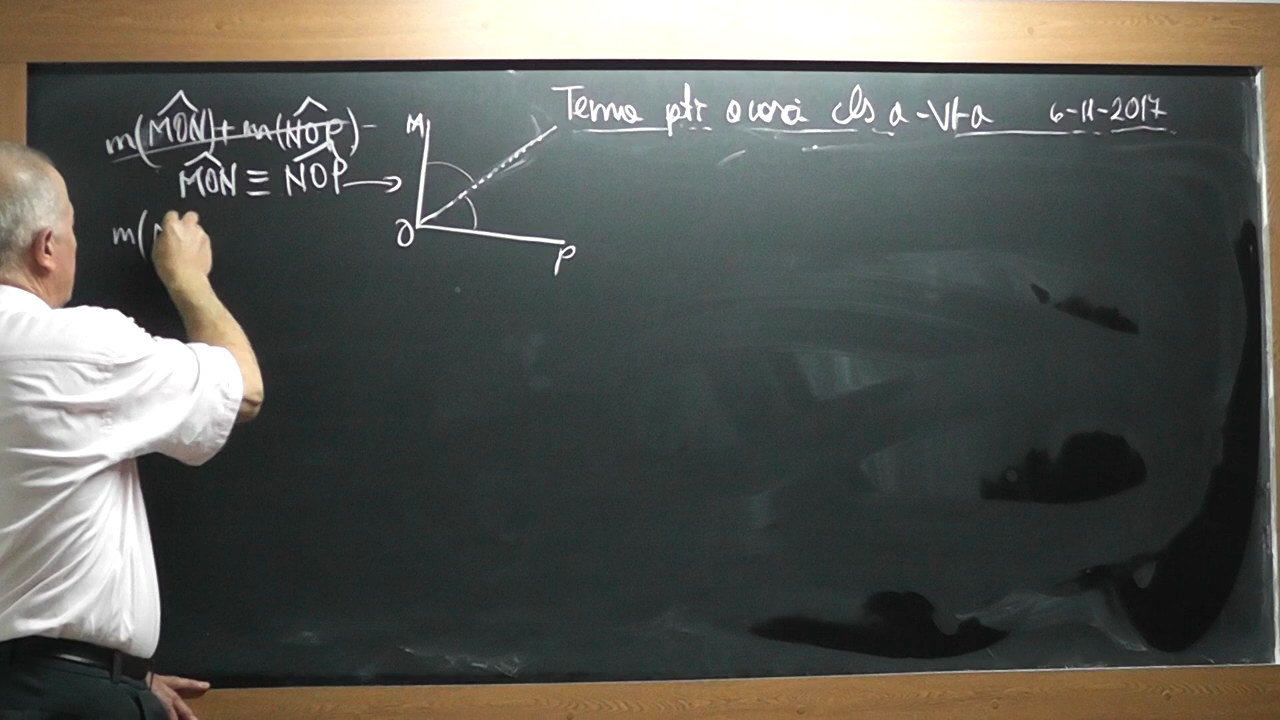 Tema ptr acasă cls a-VI-a 6-11-2017
m(MON)+m(NOP)-
MON ≡ NOP →
m(
M
O
P